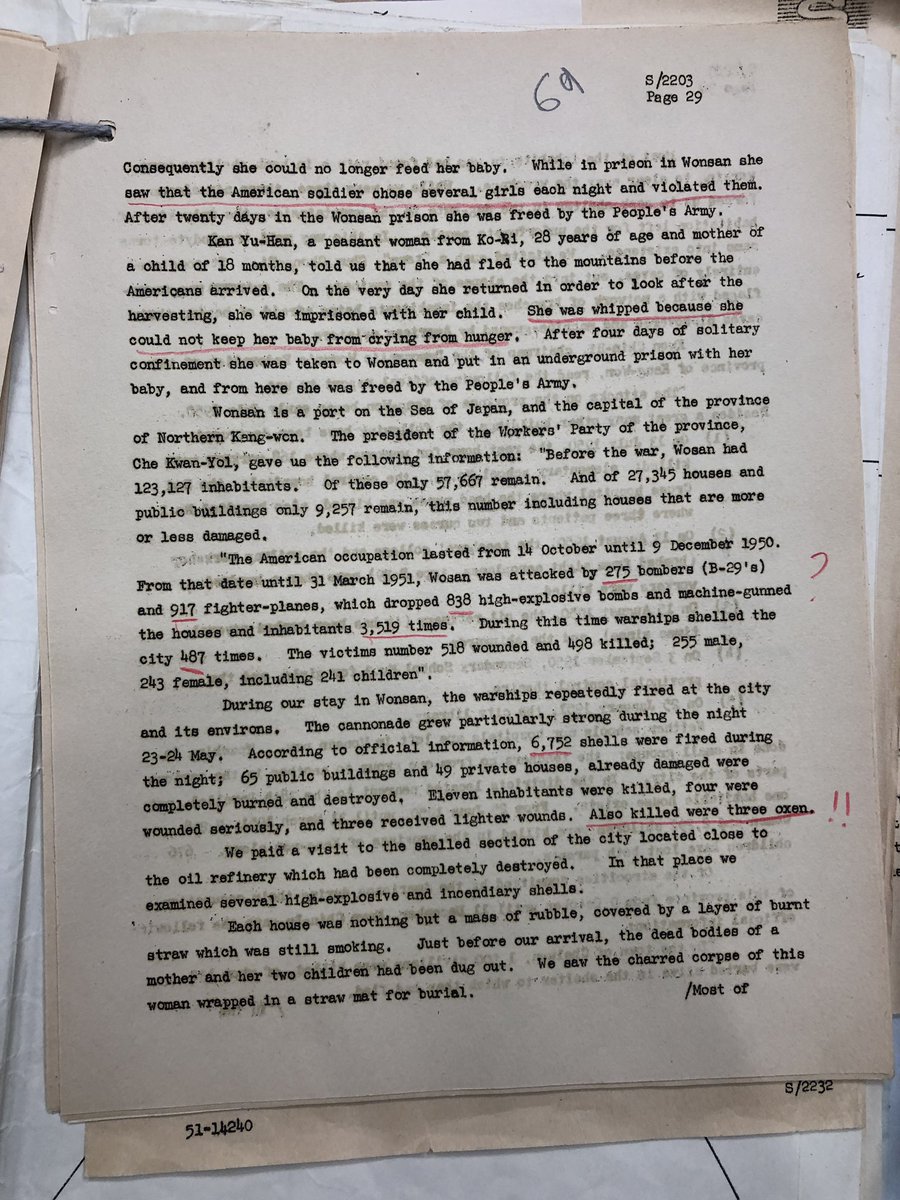 69
S/2203
Page 29
Consequently she could no longer feed her baby. While in prison in Wonsan she
saw that the American soldier chose several girls each night and violated them.
After twenty days in the Wonsan prison she was freed by the People's Army.
Kan Yu-Han, a peasant woman from Ko-Ri, 28 years of age and mother of
a child of 18 months, told us that she had fled to the mountains before the
Americans arrived. On the very day she returned in order to look after the
harvesting, she was imprisoned with her child. She was whipped because she
could not keep her baby from crying from hunger. After four days of solitary
confinement she was taken to Wonsan and put in an underground prison with her
baby, and from here she was freed by the People's Army.
Wonsan is a port on the Sea of Japan, and the capital of the province
of Northern Kang-won. The president of the Workers' Party of the province,
Che Kwan-Yol, gave us the following information: "Before the war, Wosan had
123,127 inhabitants. Of these only 57,667 remain. And of 27,345 houses and
public buildings only 9,257 remain, this number including houses that are more
or less damaged.
"The American occupation lasted from 14 October until 9 December 1950.
From that date until 31 March 1951, Wosan was attacked by 275 bombers (B-29's)
and 917 fighter-planes, which dropped 838 high-explosive bombs and machine-gunned
the houses and inhabitants 3,519 times. During this time warships shelled the
city 487 times. The victims number 518 wounded and 498 killed; 255 male,
243 female, including 241 children".
?
During our stay in Wonsan, the warships repeatedly fired at the city
and its environs. The cannonade grew particularly strong during the night
23-24 May. According to official information, 6,752 shells were fired during
the night; 65 public buildings and 49 private houses, already damaged were
completely burned and destroyed. Eleven inhabitants were killed, four were
wounded seriously, and three received lighter wounds. Also killed were three oxen. !!
We paid a visit to the shelled section of the city located close to
the oil refinery which had been completely destroyed. In that place we
examined several high-explosive and incendiary shells.
Each house was nothing but a mass of rubble, covered by a layer of burnt
straw which was still smoking. Just before our arrival, the dead bodies of a
mother and her two children had been dug out. We saw the charred corpse of this
woman wrapped in a straw mat for burial.
/Most of
S/2232
51-14240